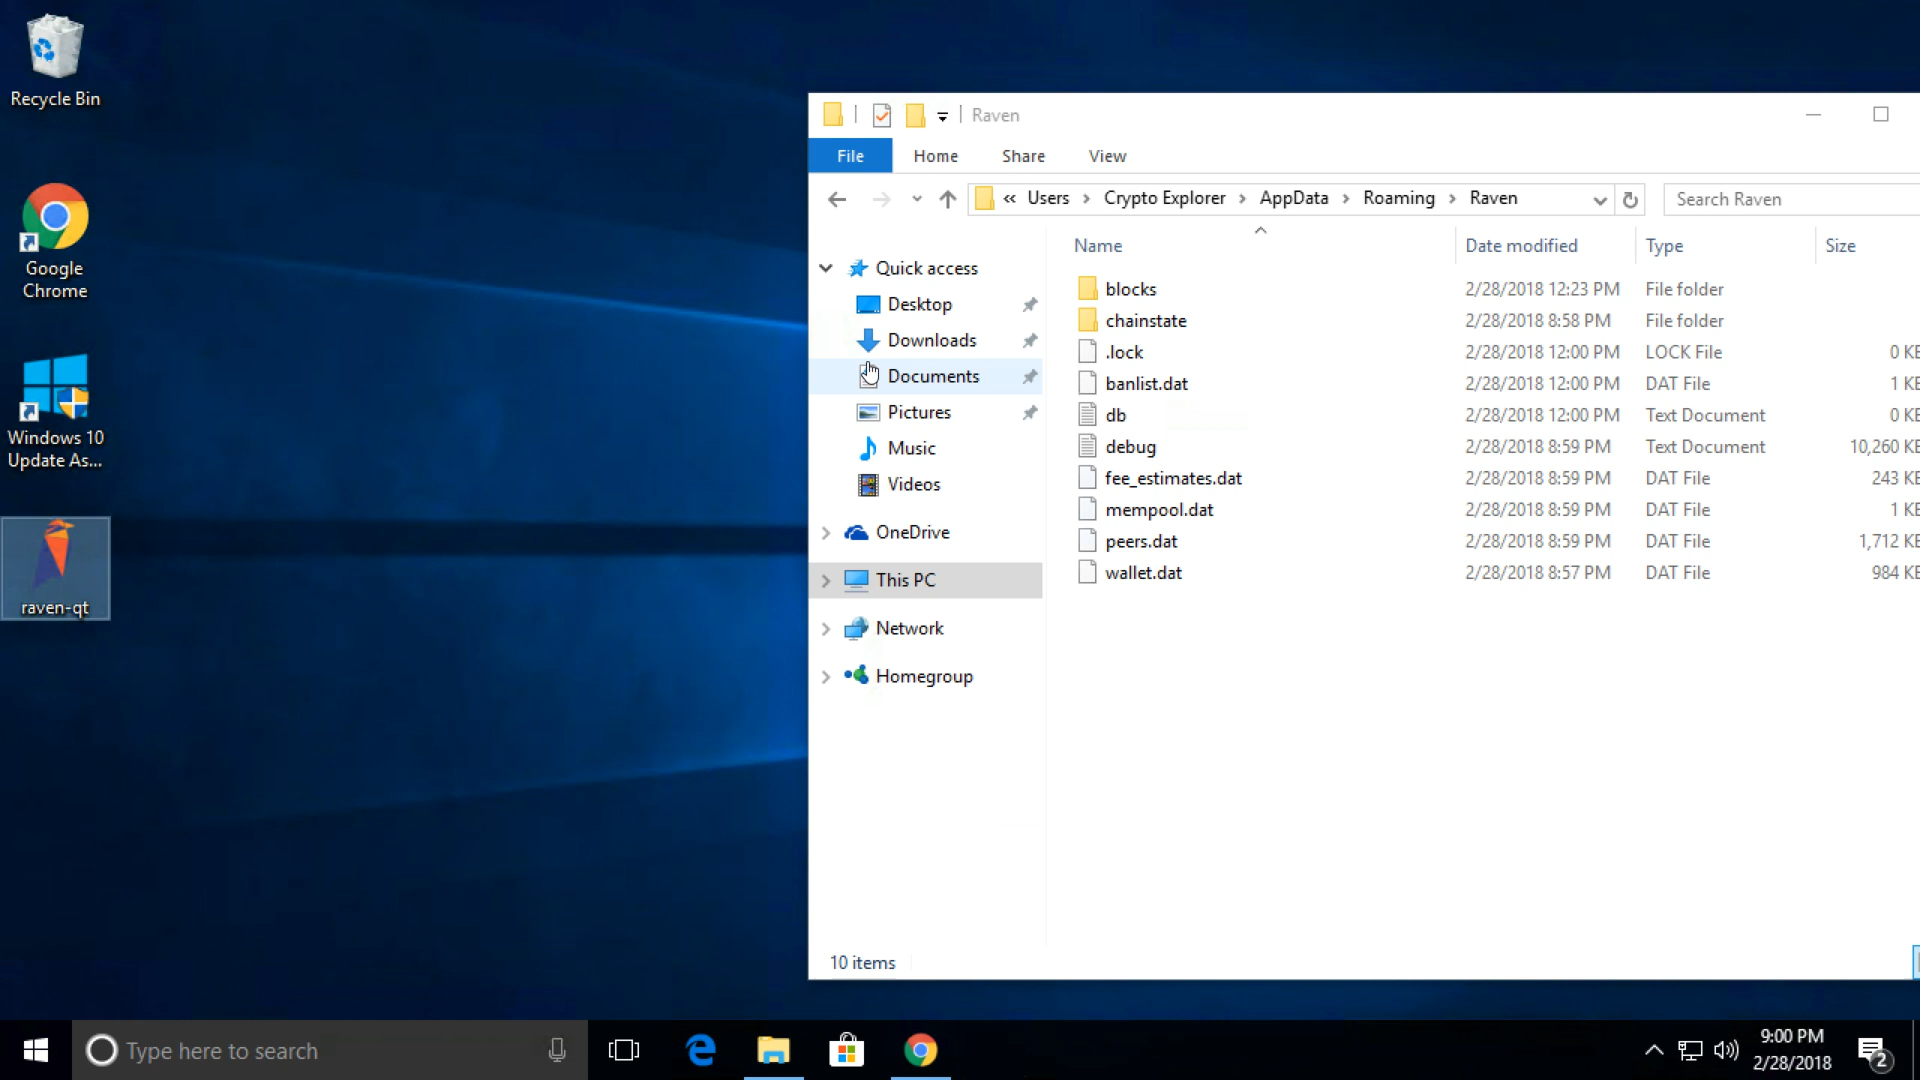 Recycle Bin
Google
Chrome
Windows 10
Update As...
raven-qt
Raven
File Home Share View
« Users > Crypto Explorer > AppData > Roaming > Raven
Search Raven
Name Date modified Type Size
Quick access
Desktop
Downloads
Documents
Pictures
Music
Videos
OneDrive
This PC
Network
Homegroup
blocks 2/28/2018 12:23 PM File folder
chainstate 2/28/2018 8:58 PM File folder
.lock 2/28/2018 12:00 PM LOCK File 0 KB
banlist.dat 2/28/2018 12:00 PM DAT File 1 KB
db 2/28/2018 12:00 PM Text Document 0 KB
debug 2/28/2018 8:59 PM Text Document 10,260 KB
fee_estimates.dat 2/28/2018 8:59 PM DAT File 243 KB
mempool.dat 2/28/2018 8:59 PM DAT File 1 KB
peers.dat 2/28/2018 8:59 PM DAT File 1,712 KB
wallet.dat 2/28/2018 8:57 PM DAT File 984 KB
10 items
Type here to search
9:00 PM
2/28/2018
2